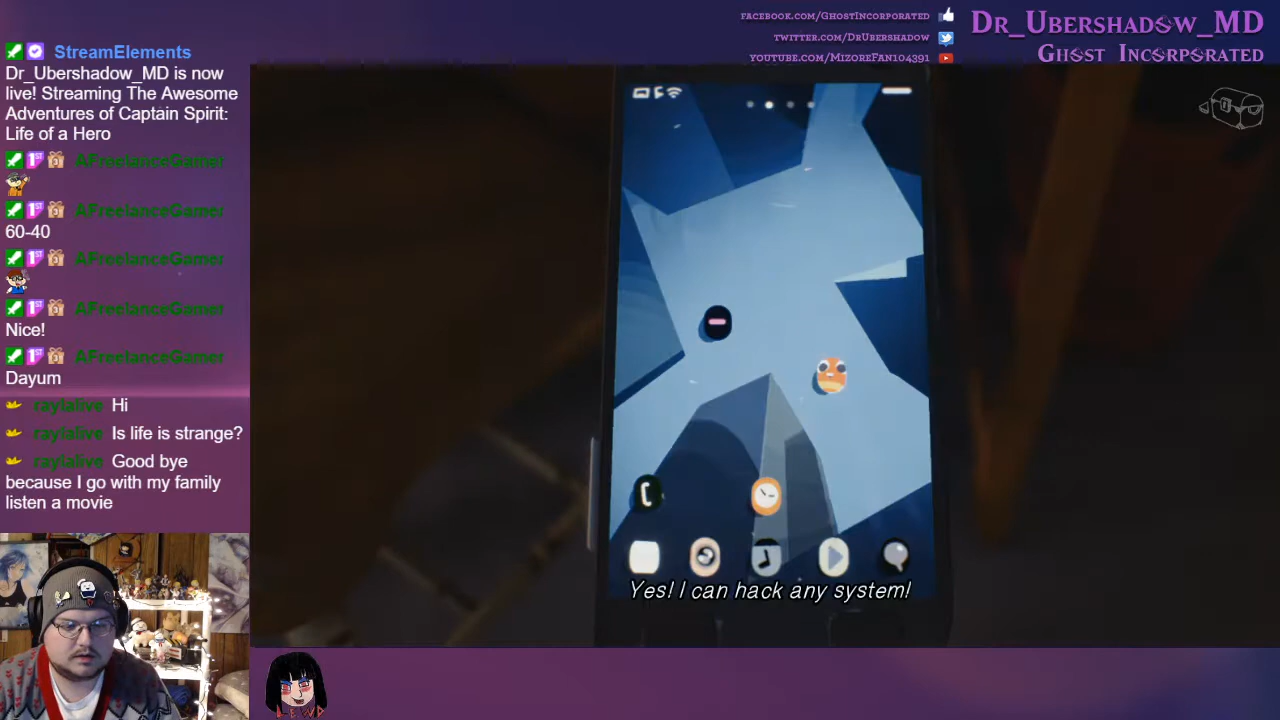 FACEBOOK.COM/GHOSTINCORPORATED
TWITTER.COM/DRUBERSHADOW
YOUTUBE.COM/MIZOREFAN104391
Dr_Ubershadow_MD
Ghost Incorporated
StreamElements
Dr_Ubershadow_MD is now
live! Streaming The Awesome
Adventures of Captain Spirit:
Life of a Hero
AFreelanceGamer
AFreelanceGamer
60-40
AFreelanceGamer
AFreelanceGamer
Nice!
AFreelanceGamer
Dayum
raylalive Hi
raylalive Is life is strange?
raylalive Good bye
because I go with my family
listen a movie
Yes! I can hack any system!
LEWD